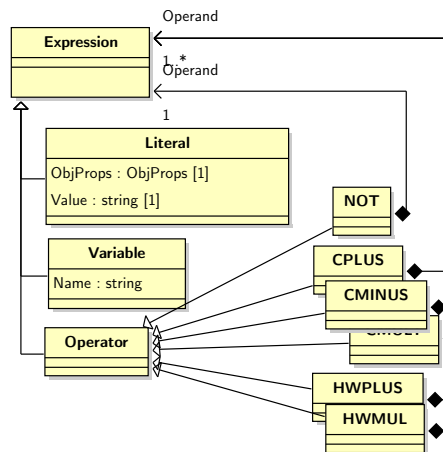 Operand
Expression
1..*
Operand
1
Literal
ObjProps : ObjProps [1]
Value : string [1]
NOT
Variable
Name : string
CPLUS
CMINUS
Operator
HWPLUS
HWMUL